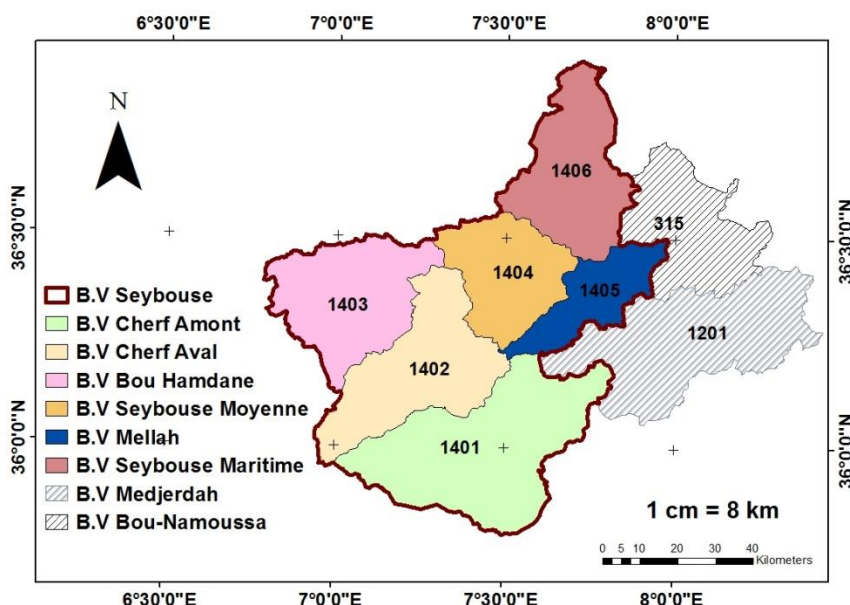 6°30'0"E 7°0'0"E 7°30'0"E 8°0'0"E
N
36°30'0"N
36°30'0"N
36°0'0"N
36°0'0"N
1406
315
1404
1405
1403
1201
1402
1401
B.V Seybouse
B.V Cherf Amont
B.V Cherf Aval
B.V Bou Hamdane
B.V Seybouse Moyenne
B.V Mellah
B.V Seybouse Maritime
B.V Medjerdah
B.V Bou-Namoussa
1 cm = 8 km
0 5 10 20 30 40
Kilometers
6°30'0"E 7°0'0"E 7°30'0"E 8°0'0"E